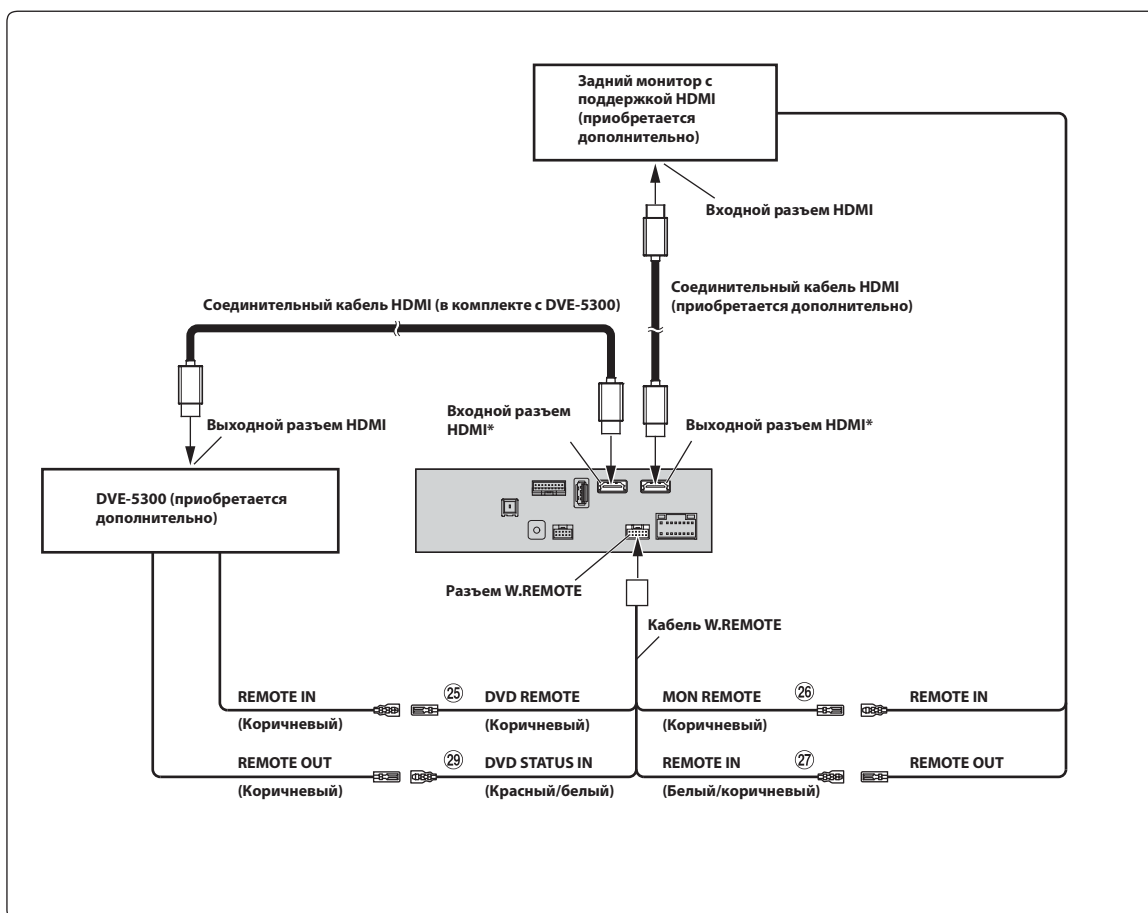 Задний монитор с
поддержкой HDMI
(приобретается
дополнительно)
Входной разъем HDMI
Соединительный кабель HDMI
(приобретается дополнительно)
Соединительный кабель HDMI (в комплекте с DVE-5300)
Входной разъем
HDMI*
Выходной разъем HDMI*
Выходной разъем HDMI
DVE-5300 (приобретается
дополнительно)
Разъем W.REMOTE
Кабель W.REMOTE
REMOTE IN ㉕ DVD REMOTE MON REMOTE ㉖ REMOTE IN
(Коричневый) (Коричневый) (Коричневый)
REMOTE OUT ㉙ DVD STATUS IN REMOTE IN ㉗ REMOTE OUT
(Коричневый) (Красный/белый) (Белый/коричневый)